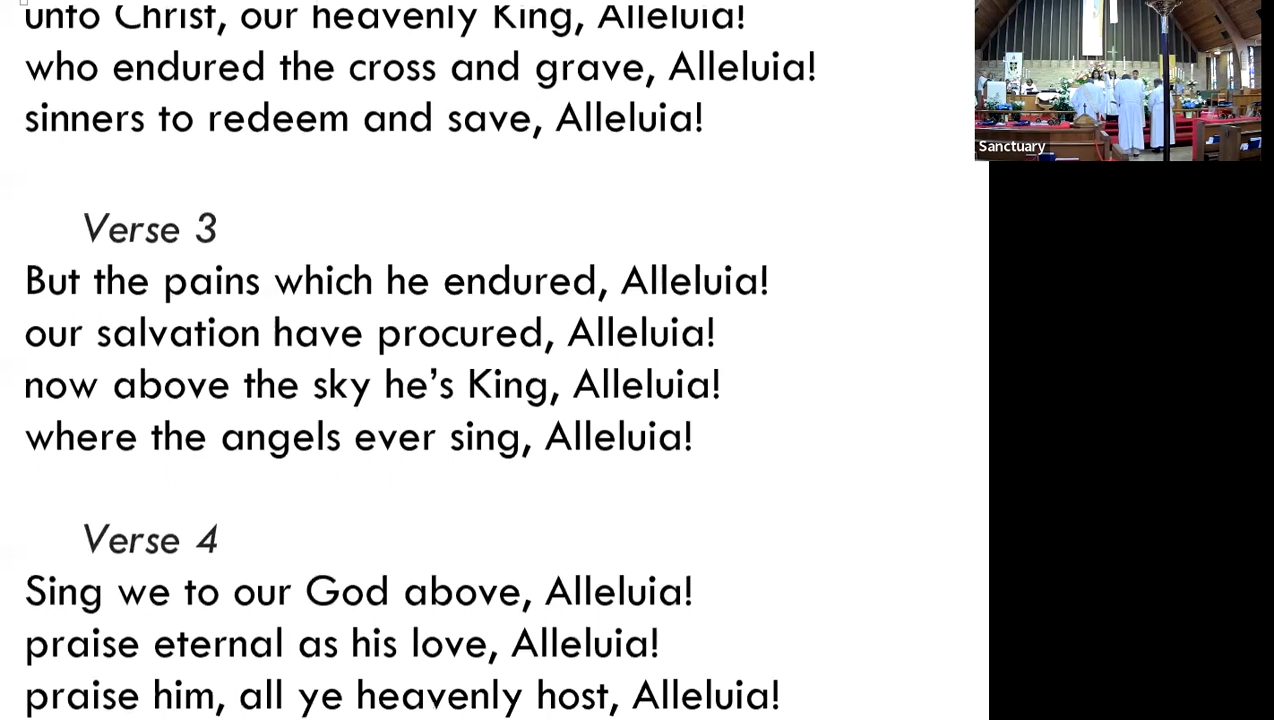 unto Christ, our heavenly King, Alleluia!
who endured the cross and grave, Alleluia!
sinners to redeem and save, Alleluia!
Verse 3
But the pains which he endured, Alleluia!
our salvation have procured, Alleluia!
now above the sky he's King, Alleluia!
where the angels ever sing, Alleluia!
Verse 4
Sing we to our God above, Alleluia!
praise eternal as his love, Alleluia!
praise him, all ye heavenly host, Alleluia!
Sanctuary